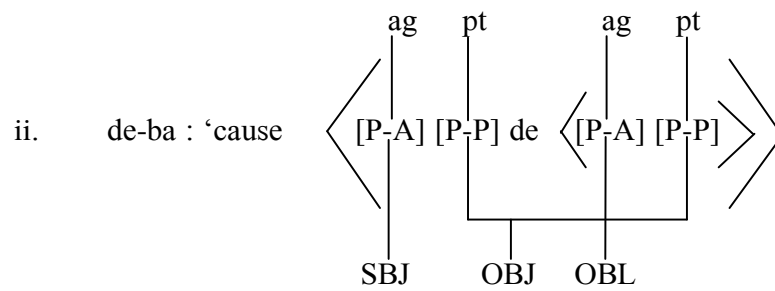 ag pt ag pt
ii. de-ba : ‘cause [P-A] [P-P] de [P-A] [P-P]
SBJ OBJ OBL